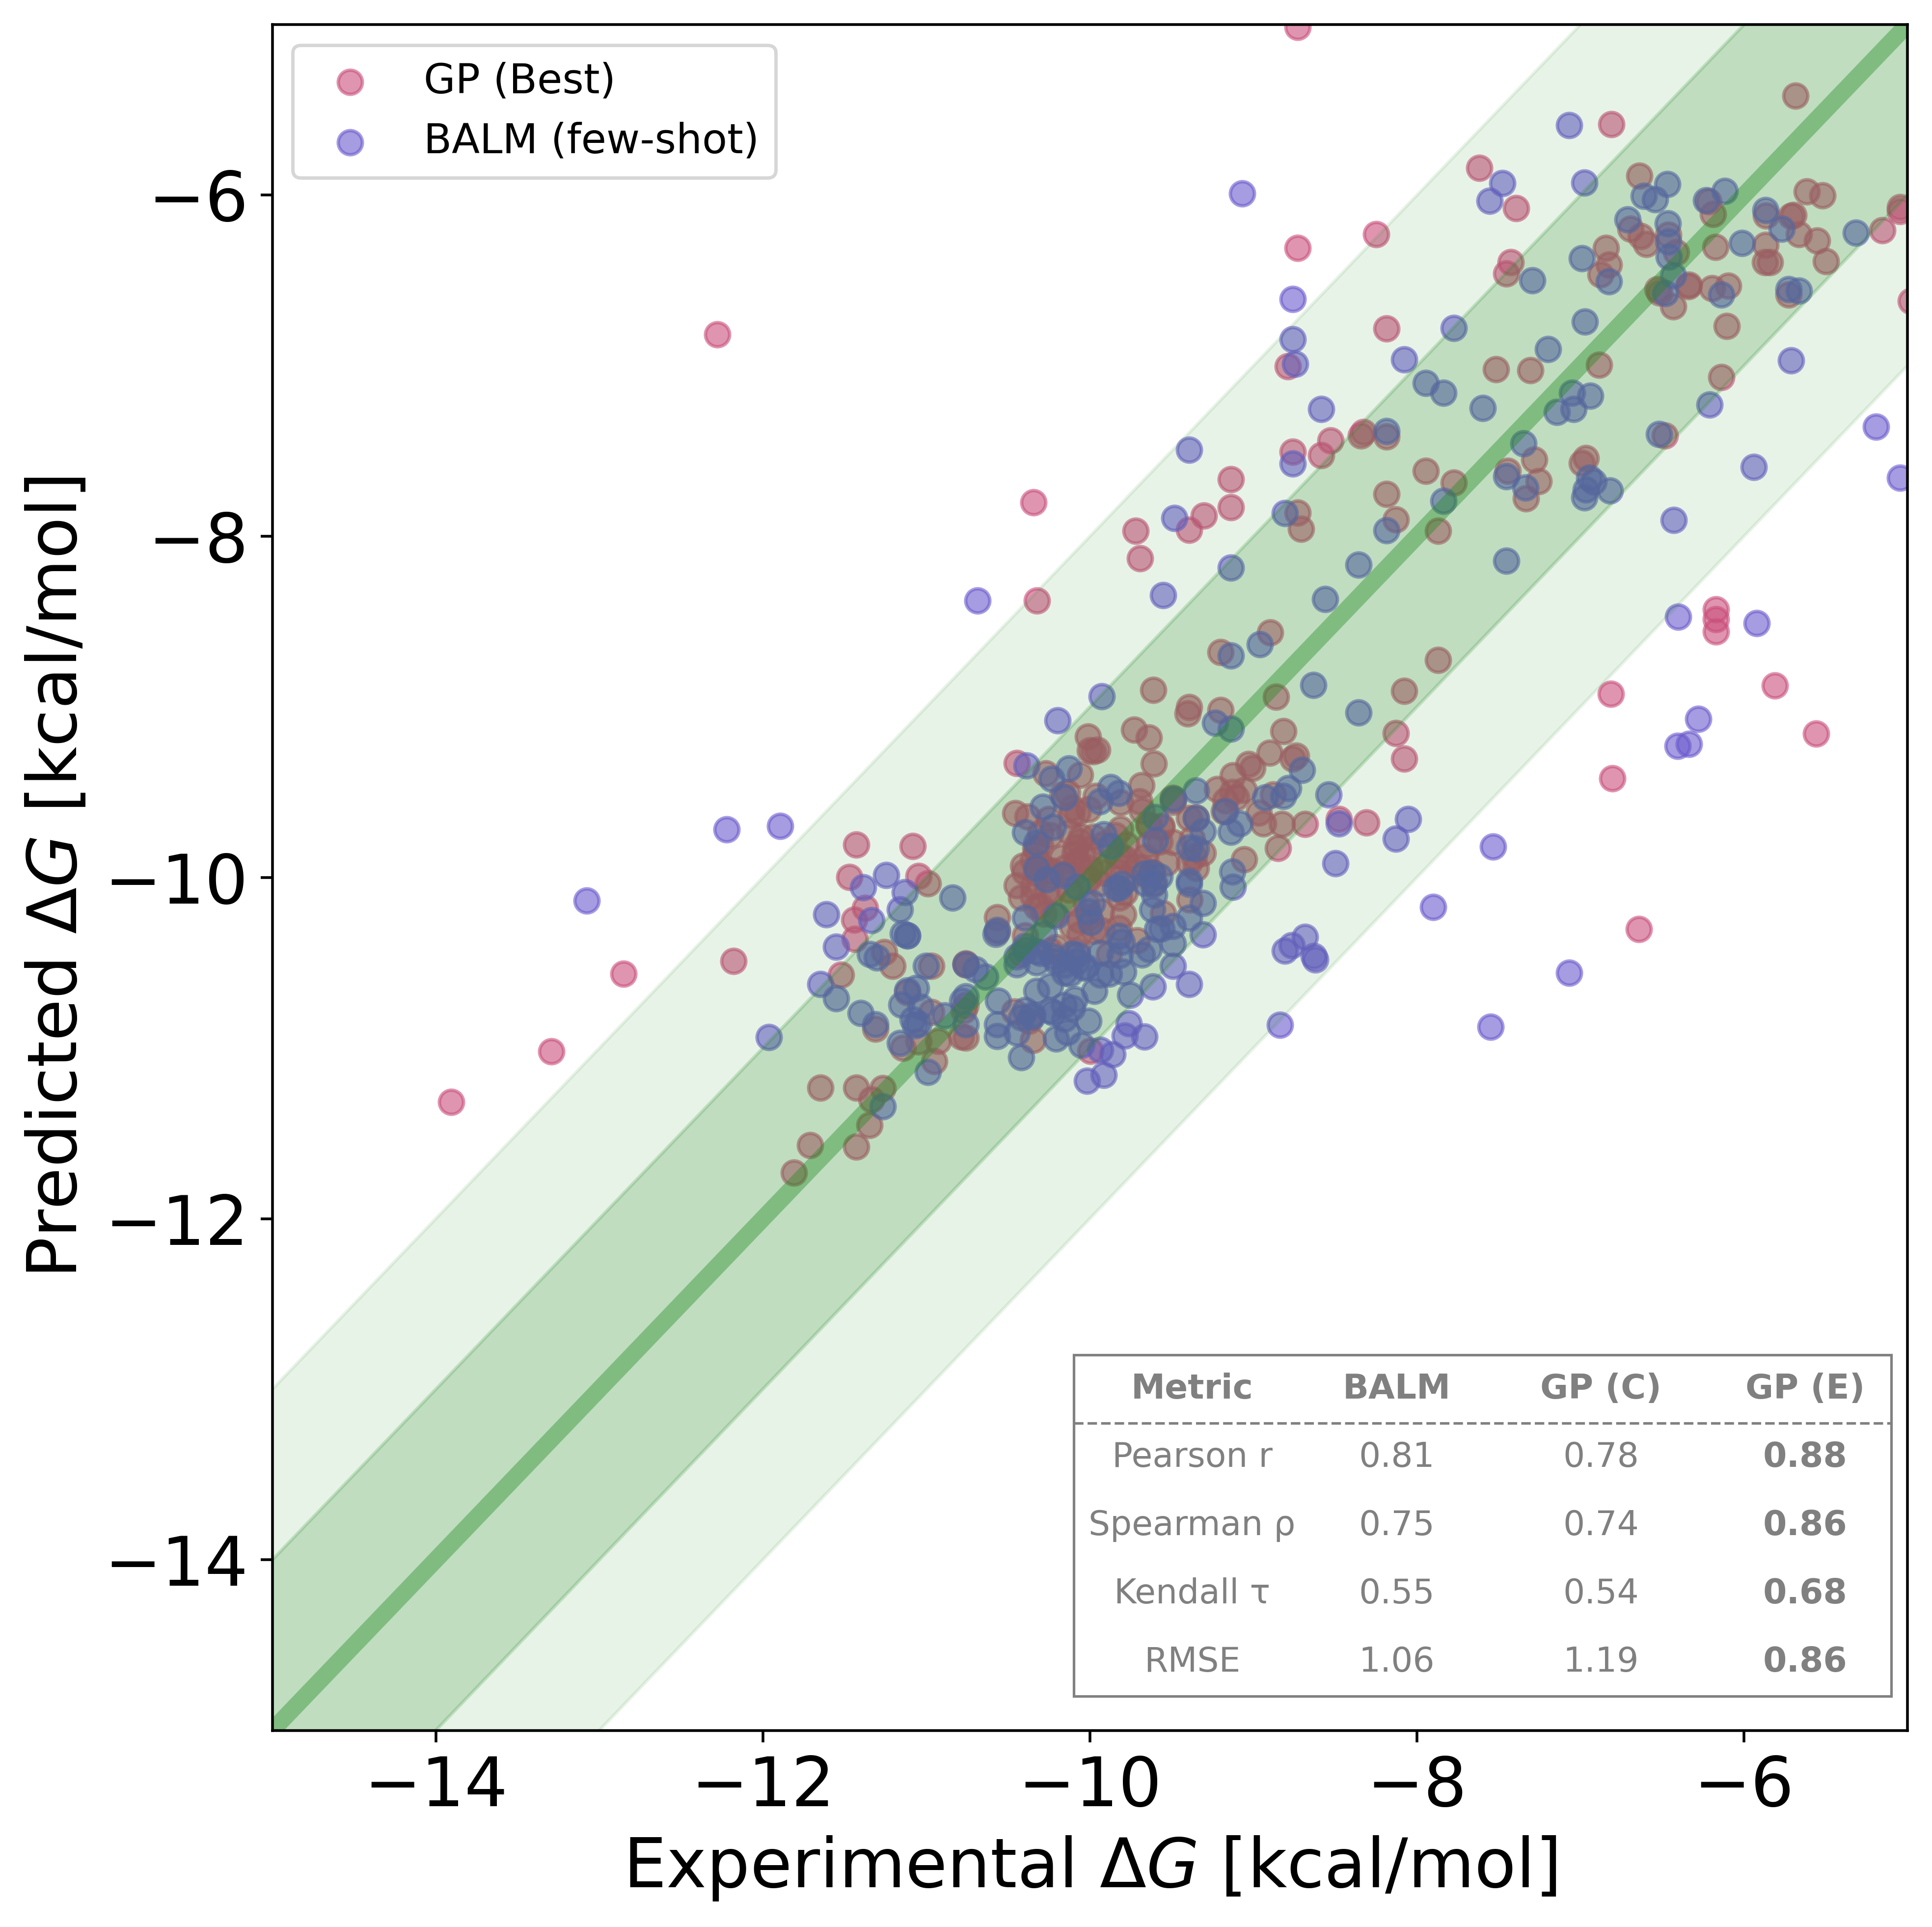 GP (Best)
BALM (few-shot)
Predicted ΔG [kcal/mol]
−6
−8
−10
−12
−14
Metric BALM GP (C) GP (E)
Pearson r 0.81 0.78 0.88
Spearman ρ 0.75 0.74 0.86
Kendall τ 0.55 0.54 0.68
RMSE 1.06 1.19 0.86
−14 −12 −10 −8 −6
Experimental ΔG [kcal/mol]